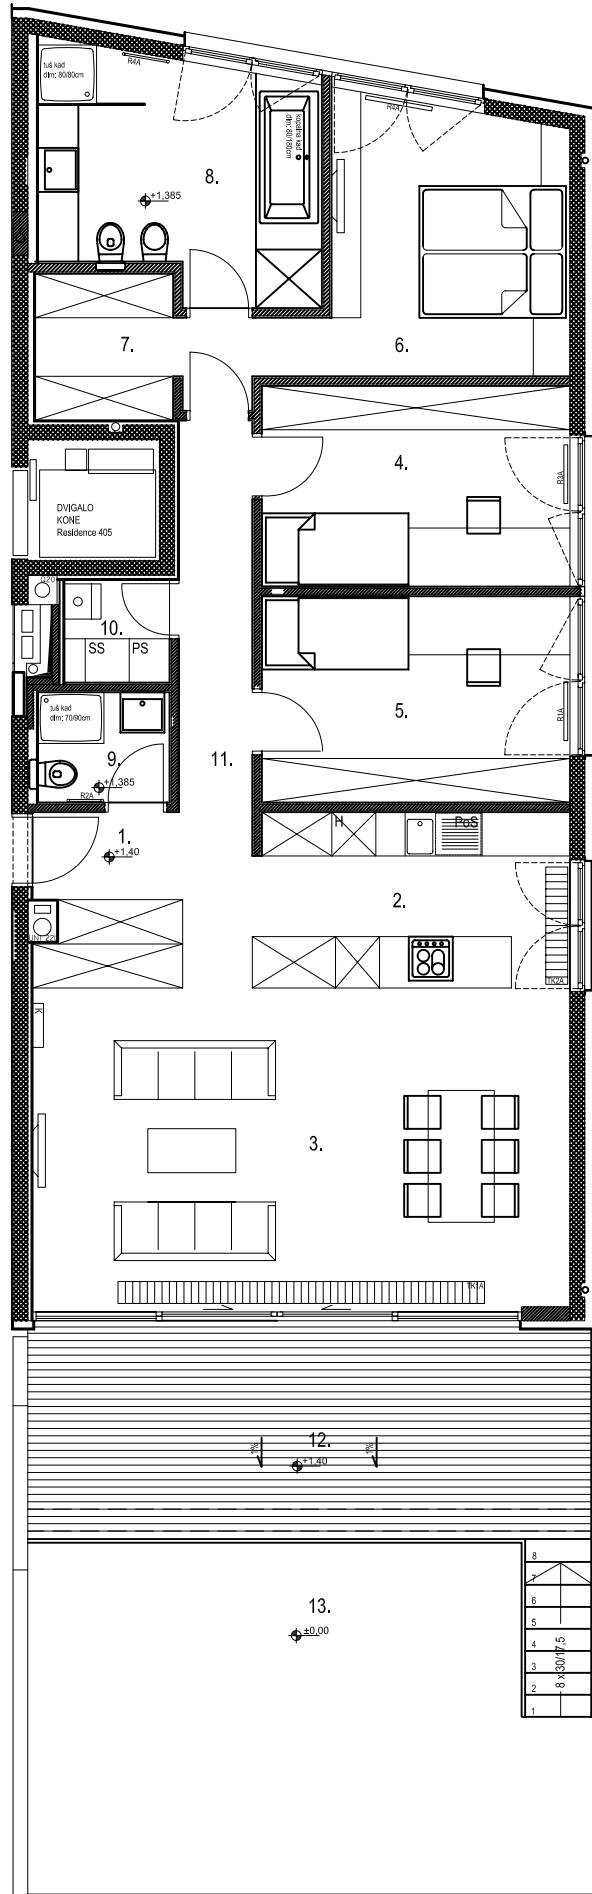 tuš kad
dim: 80/80cm
R4A
kopalna kad
dim: 80/180cm
R4A
8.
+1,385
7.
6.
4.
R3A
DVIGALO
KONE
Residence 405
10.
SS
PS
5.
R1A
tuš kad
dim: 70/90cm
9.
+1,385
R2A
11.
1.
+1,40
H
PoS
2.
TK2A
K
3.
TK1A
12.
1%
1%
+1,40
13.
±0,00
8
7
6
5
4
3
2
1
8 x 30/17,5